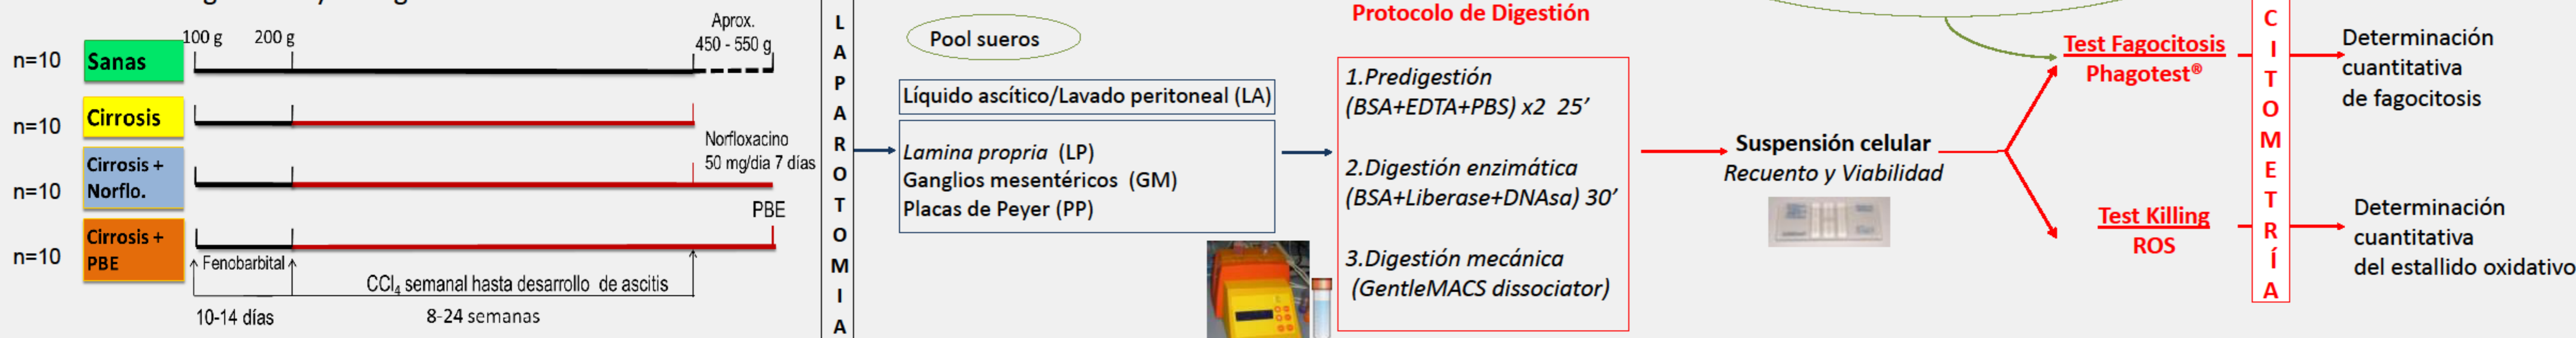 100 g
200 g
Aprox.
450 - 550 g
n=10
Sanas
n=10
Cirrosis
n=10
Cirrosis +
Norflo.
Norfloxacino
50 mg/dia 7 días
n=10
Cirrosis +
PBE
PBE
Fenobarbital
CCl₄ semanal hasta desarrollo de ascitis
10-14 días
8-24 semanas
L
A
P
A
R
O
T
O
M
I
A
Pool sueros
Líquido ascítico/Lavado peritoneal (LA)
Lamina propria (LP)
Ganglios mesentéricos (GM)
Placas de Peyer (PP)
Protocolo de Digestión
1.Predigestión
(BSA+EDTA+PBS) x2 25’
2.Digestión enzimática
(BSA+Liberase+DNAsa) 30’
3.Digestión mecánica
(GentleMACS dissociator)
Suspensión celular
Recuento y Viabilidad
Test Fagocitosis
Phagotest®
Test Killing
ROS
C
I
T
O
M
E
T
R
Í
A
Determinación
cuantitativa
de fagocitosis
Determinación
cuantitativa
del estallido oxidativo